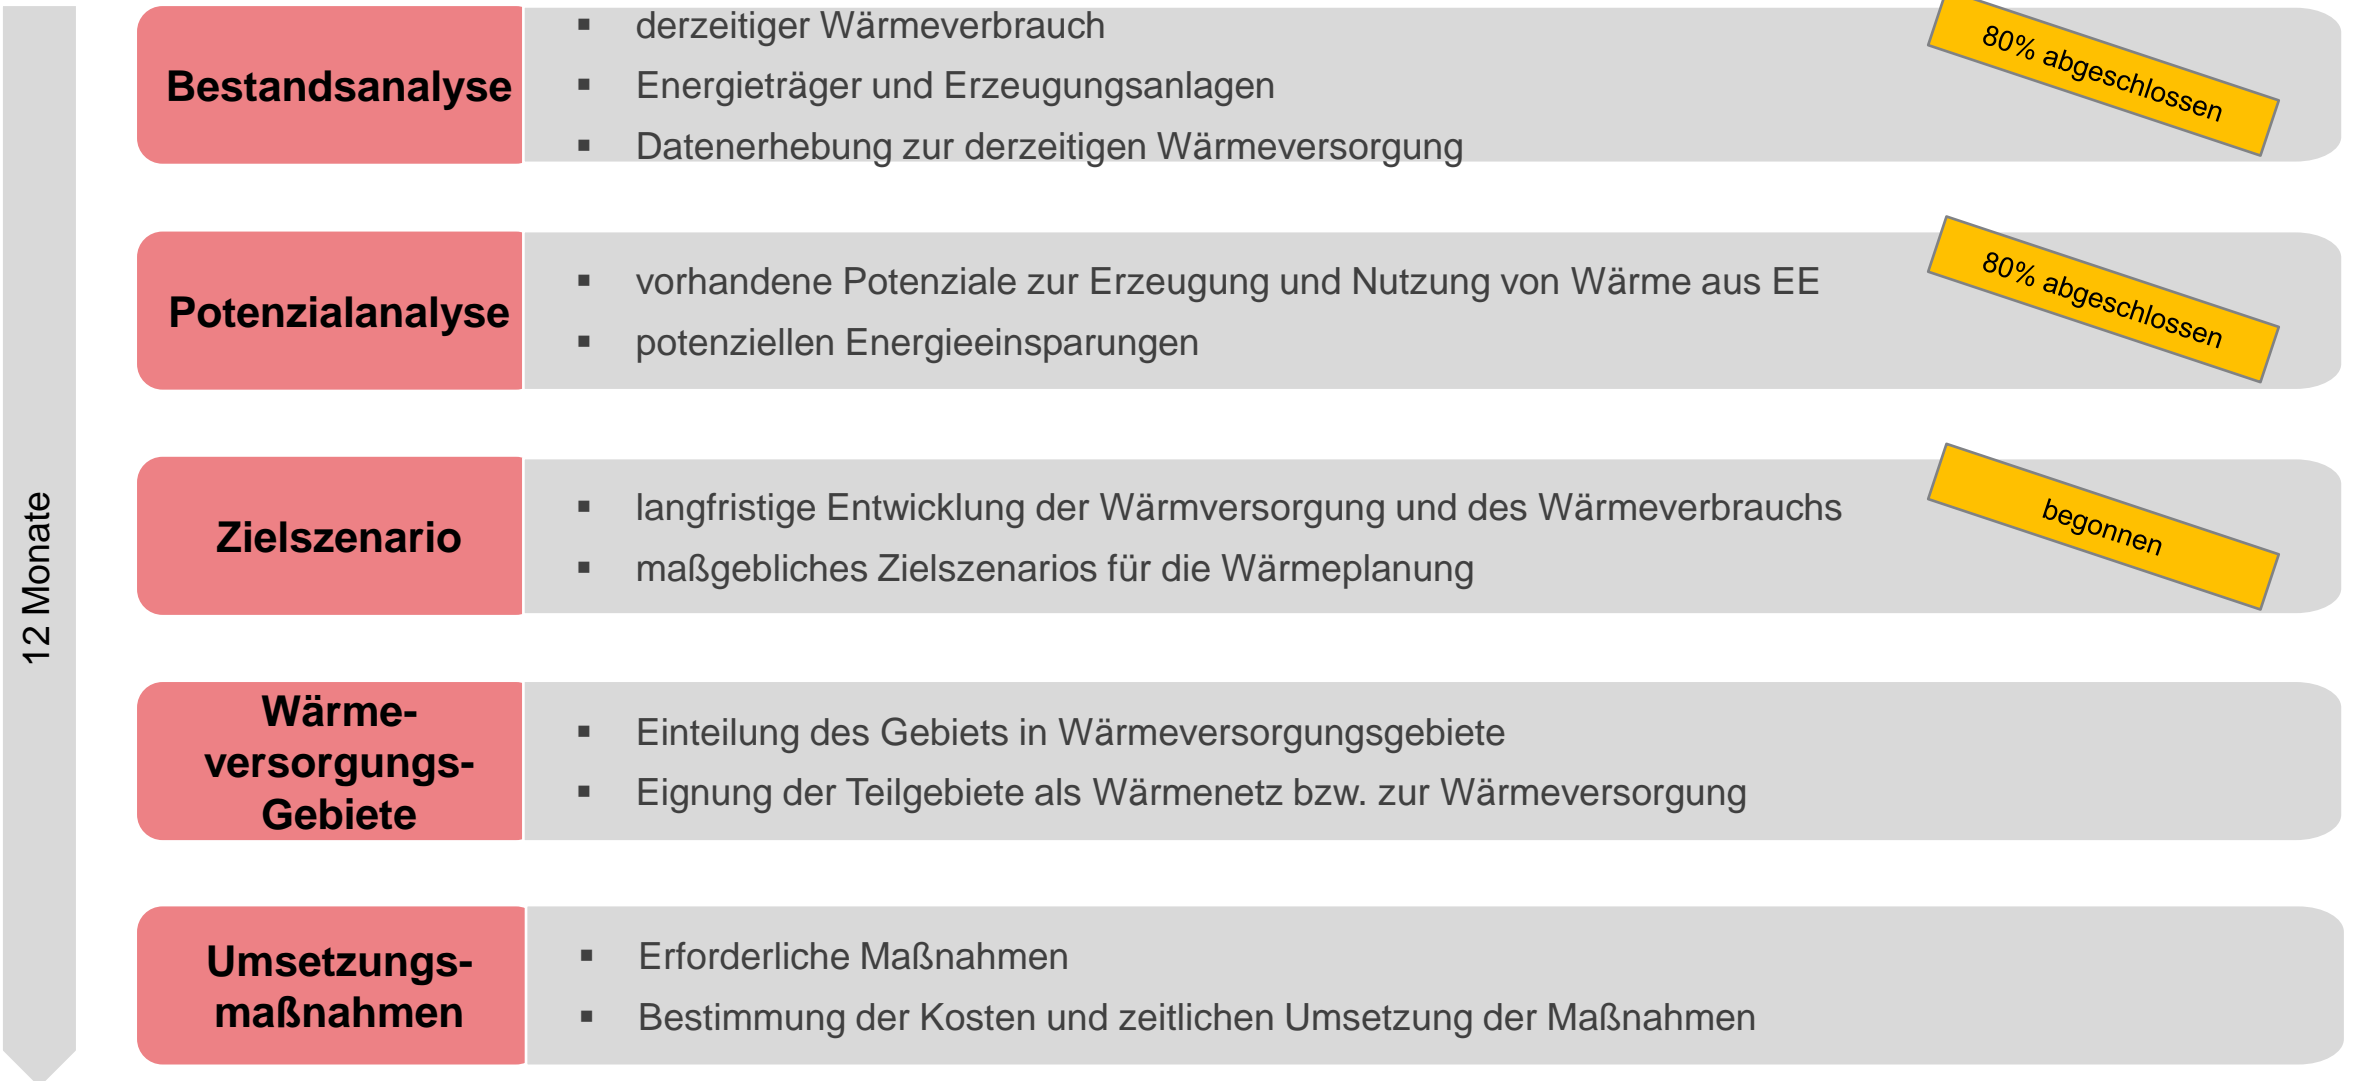 12 Monate
Bestandsanalyse
▪ derzeitiger Wärmeverbrauch
▪ Energieträger und Erzeugungsanlagen
▪ Datenerhebung zur derzeitigen Wärmeversorgung
80% abgeschlossen
Potenzialanalyse
▪ vorhandene Potenziale zur Erzeugung und Nutzung von Wärme aus EE
▪ potenziellen Energieeinsparungen
80% abgeschlossen
Zielszenario
▪ langfristige Entwicklung der Wärmversorgung und des Wärmeverbrauchs
▪ maßgebliches Zielszenarios für die Wärmeplanung
begonnen
Wärme-
versorgungs-
Gebiete
▪ Einteilung des Gebiets in Wärmeversorgungsgebiete
▪ Eignung der Teilgebiete als Wärmenetz bzw. zur Wärmeversorgung
Umsetzungs-
maßnahmen
▪ Erforderliche Maßnahmen
▪ Bestimmung der Kosten und zeitlichen Umsetzung der Maßnahmen